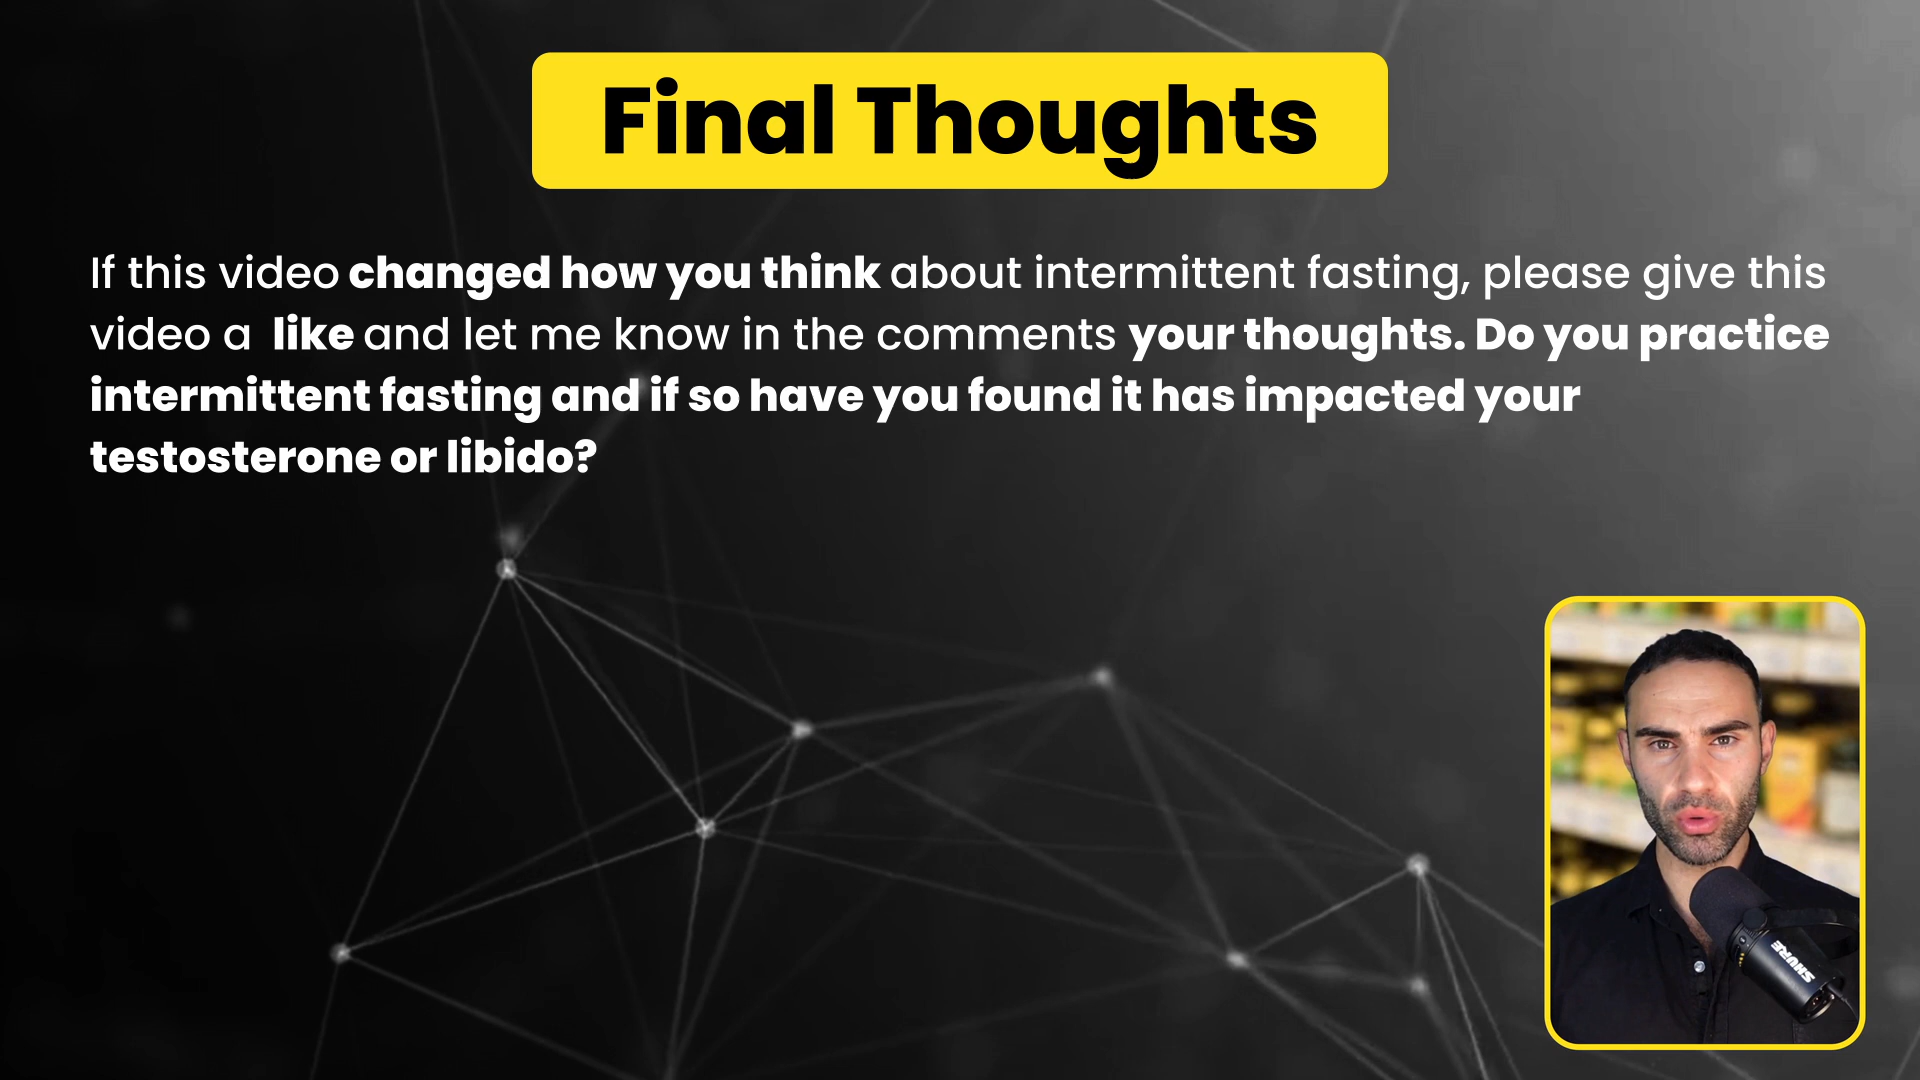 Final Thoughts
If this video changed how you think about intermittent fasting, please give this
video a like and let me know in the comments your thoughts. Do you practice
intermittent fasting and if so have you found it has impacted your
testosterone or libido?
SHURE